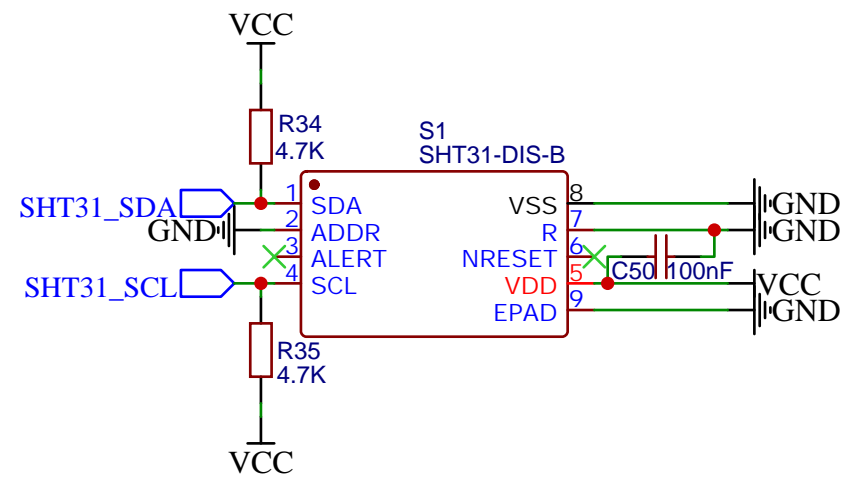 VCC
R34
4.7K
S1
SHT31-DIS-B
SHT31_SDA
1
SDA
VSS
8
GND
GND
2
ADDR
R
7
GND
3
ALERT
NRESET
6
C50
100nF
SHT31_SCL
4
SCL
VDD
5
VCC
EPAD
9
GND
R35
4.7K
VCC